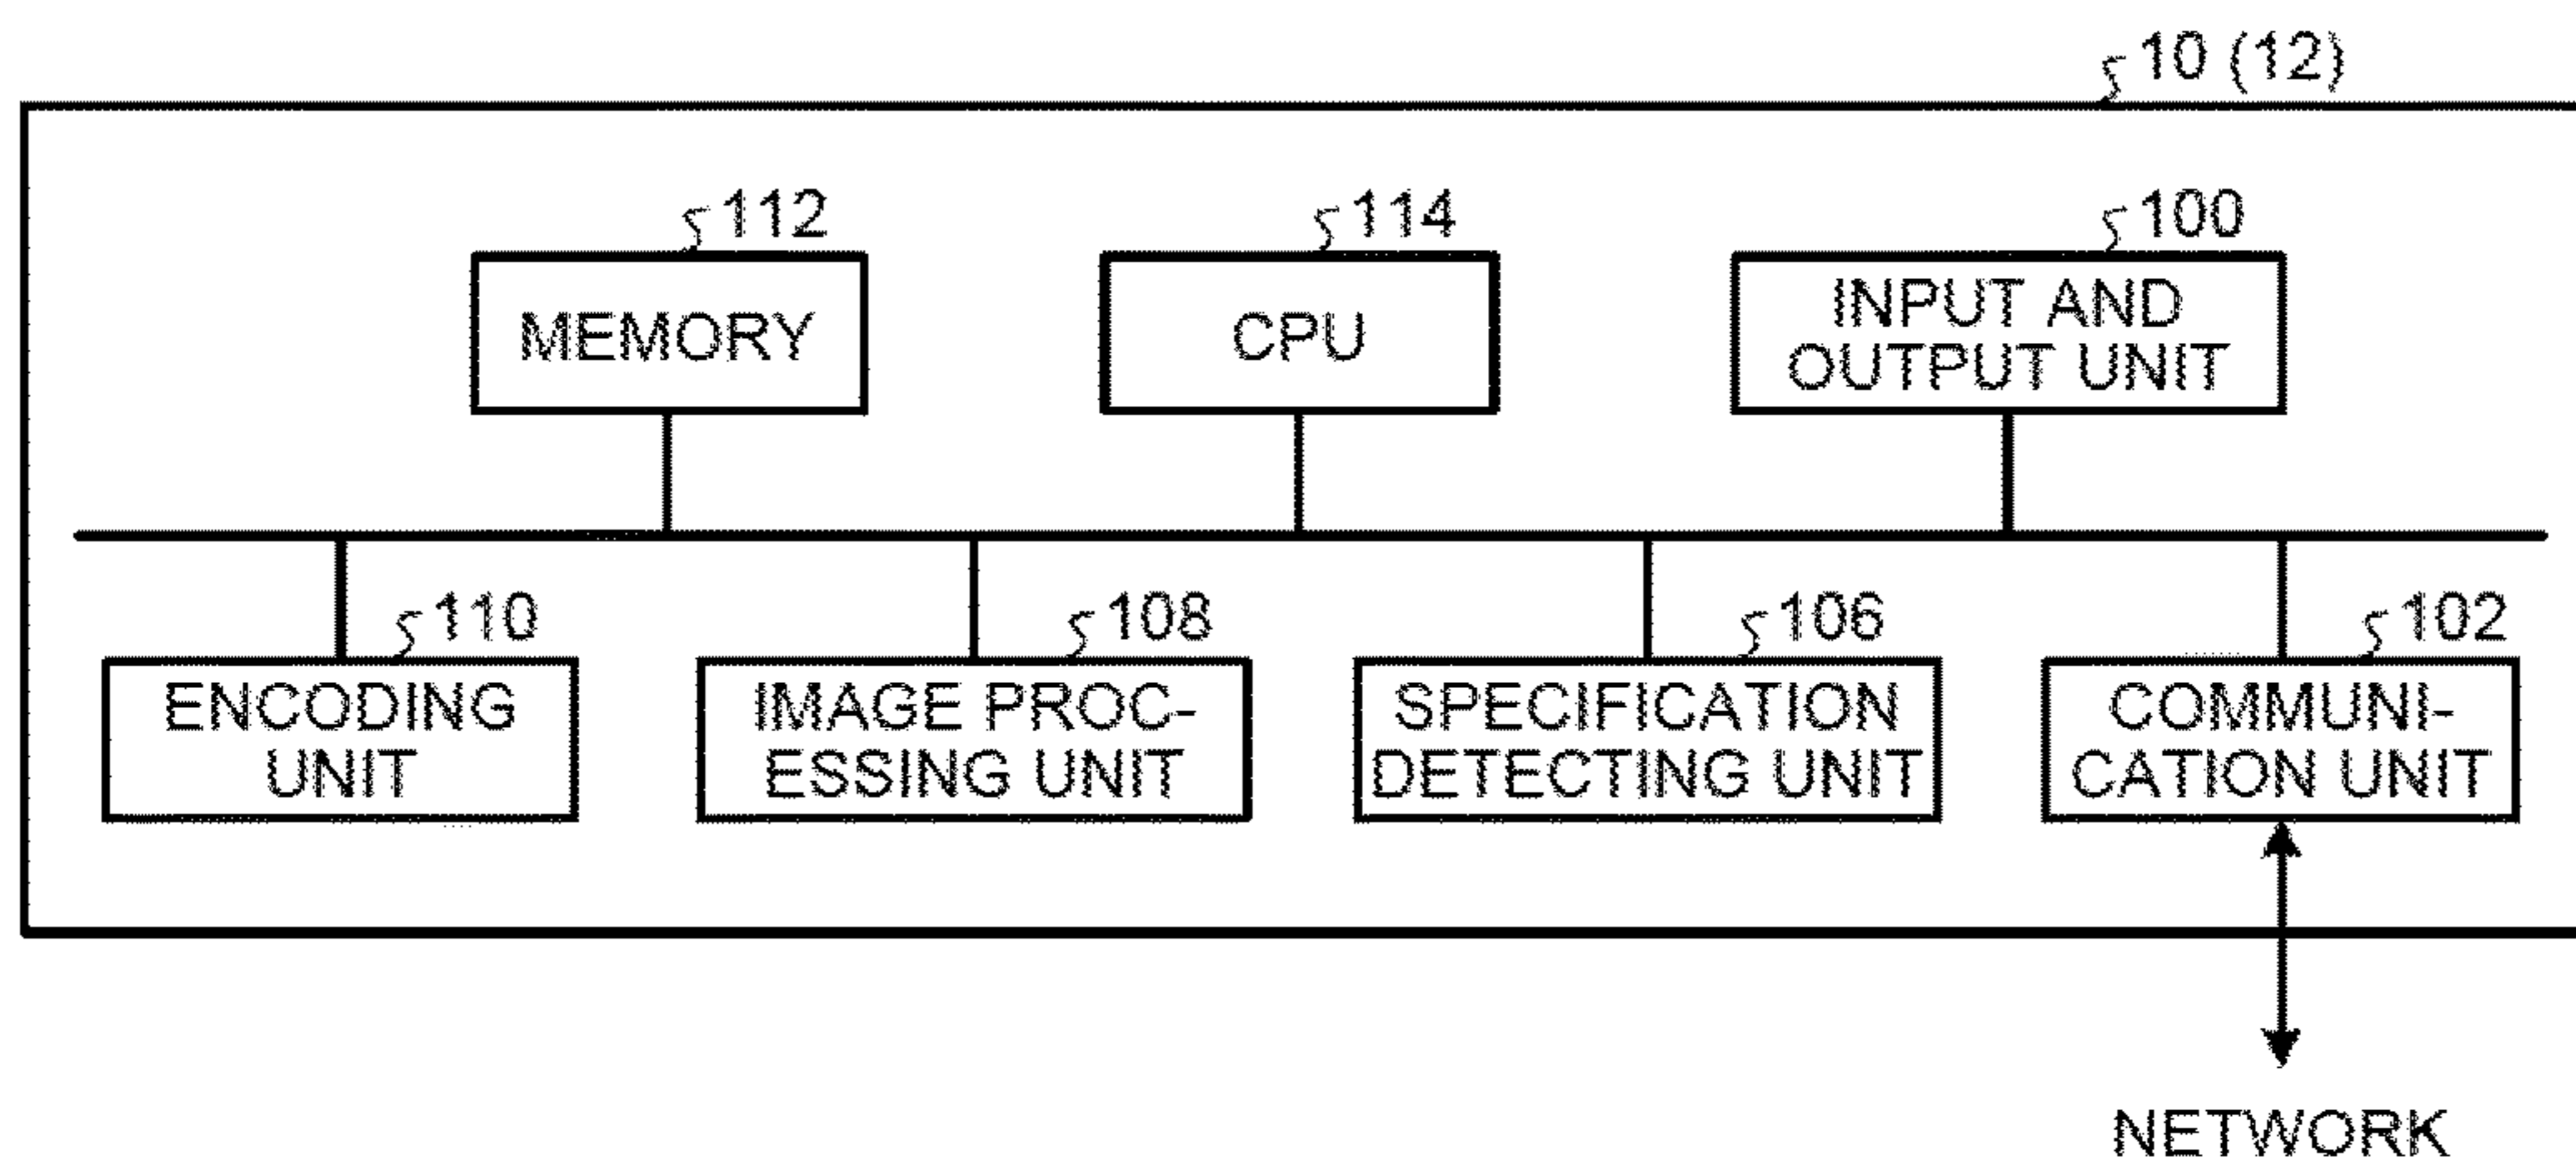 10 (12)
112
114
100
MEMORY
CPU
INPUT AND
OUTPUT UNIT
110
108
106
102
ENCODING
UNIT
IMAGE PROC-
ESSING UNIT
SPECIFICATION
DETECTING UNIT
COMMUNI-
CATION UNIT
NETWORK